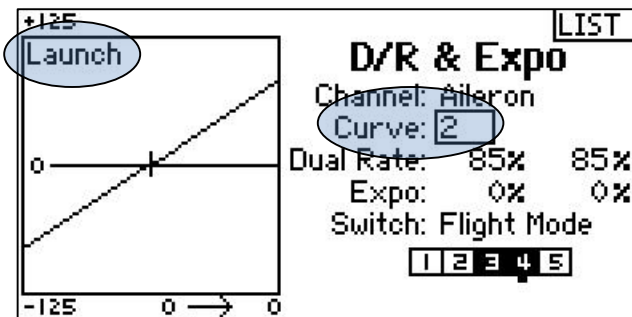 +125
LIST
Launch
D/R & Expo
Channel: Aileron
Curve: 2
0
Dual Rate: 85% 85%
Expo: 0% 0%
Switch: Flight Mode
1 2 3 4 5
-125 0 → 0